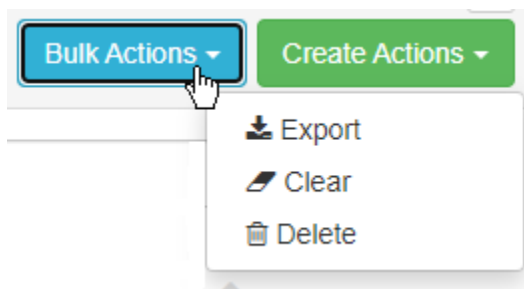 Bulk Actions
Create Actions
Export
Clear
Delete